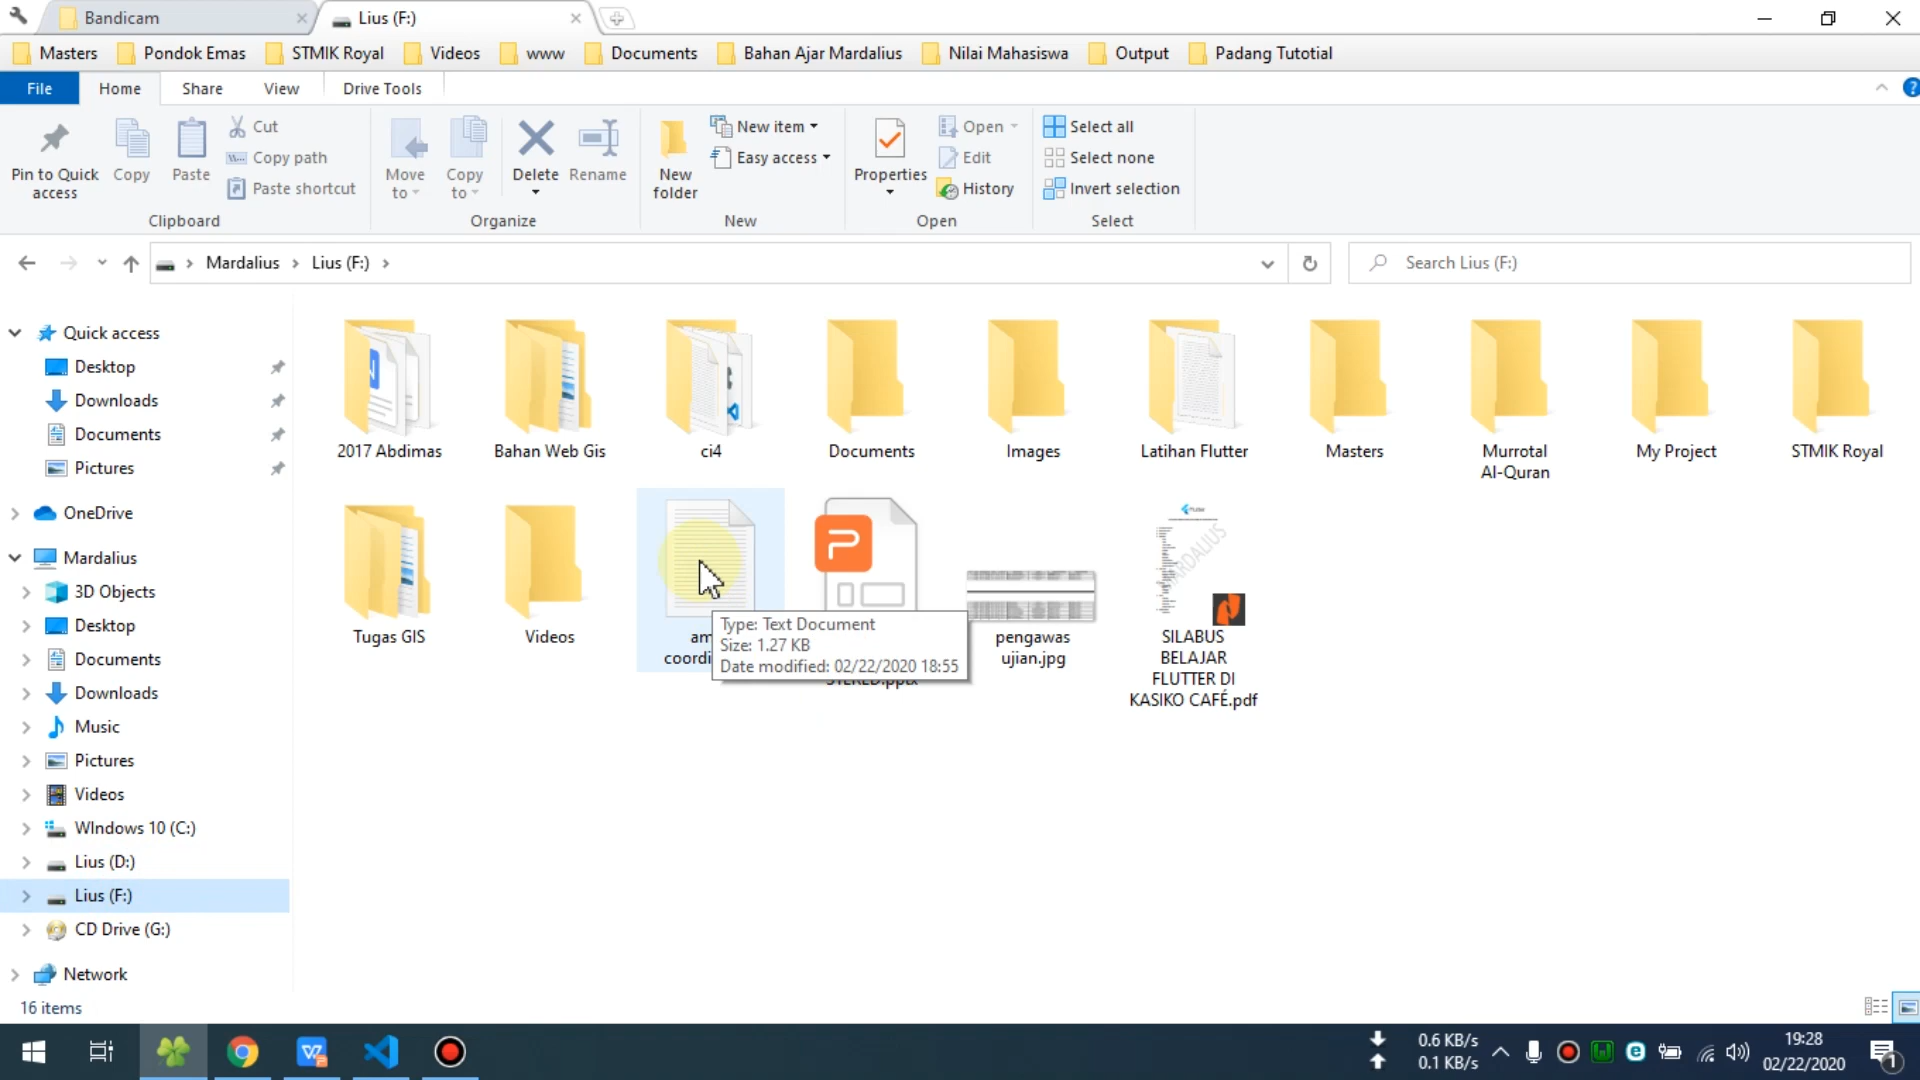 Bandicam
Lius (F:)
Masters
Pondok Emas
STMIK Royal
Videos
www
Documents
Bahan Ajar Mardalius
Nilai Mahasiswa
Output
Padang Tutotial
File
Home
Share
View
Drive Tools
Pin to Quick
access
Copy
Paste
Cut
Copy path
Paste shortcut
Clipboard
Move
to
Copy
to
Delete
Rename
Organize
New
folder
New item
Easy access
New
Properties
Open
Edit
History
Open
Select all
Select none
Invert selection
Select
Mardalius
Lius (F:)
Search Lius (F:)
Quick access
Desktop
Downloads
Documents
Pictures
OneDrive
Mardalius
3D Objects
Desktop
Documents
Downloads
Music
Pictures
Videos
WIndows 10 (C:)
Lius (D:)
Lius (F:)
CD Drive (G:)
Network
2017 Abdimas
Bahan Web Gis
ci4
Documents
Images
Latihan Flutter
Masters
Murrotal
Al-Quran
My Project
STMIK Royal
Tugas GIS
Videos
Type: Text Document
Size: 1.27 KB
Date modified: 02/22/2020 18:55
pengawas
ujian.jpg
SILABUS
BELAJAR
FLUTTER DI
KASIKO CAFÉ.pdf
16 items
0.6 KB/s
0.1 KB/s
19:28
02/22/2020
1